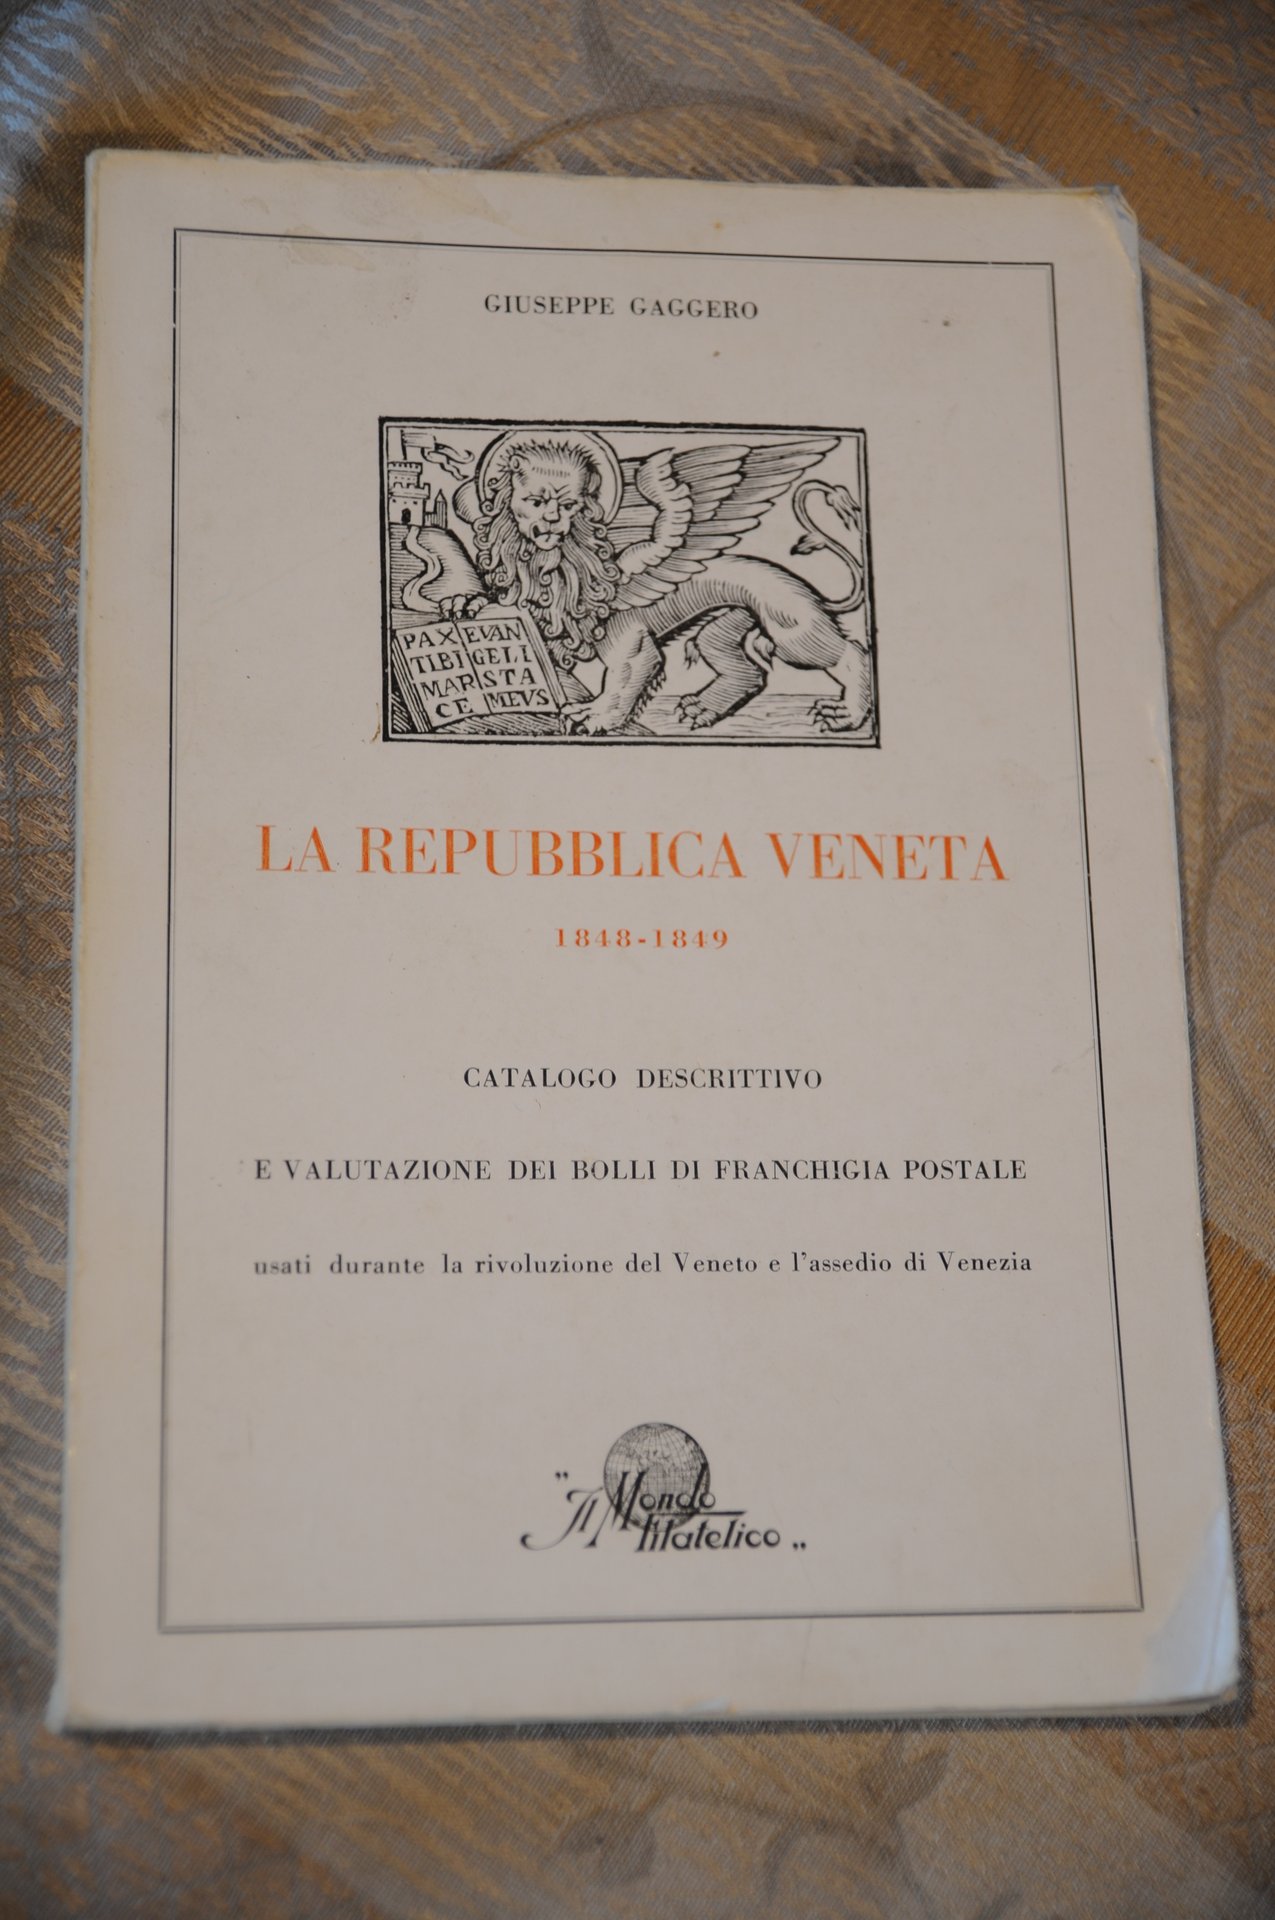 GIUSEPPE GAGGERO
PAX EVAN
TIBI GELI
MAR STA
CE MEVS
LA REPUBBLICA VENETA
1848-1849
CATALOGO DESCRITTIVO
E VALUTAZIONE DEI BOLLI DI FRANCHIGIA POSTALE
usati durante la rivoluzione del Veneto e l'assedio di Venezia
"Il Mondo
filatelico„